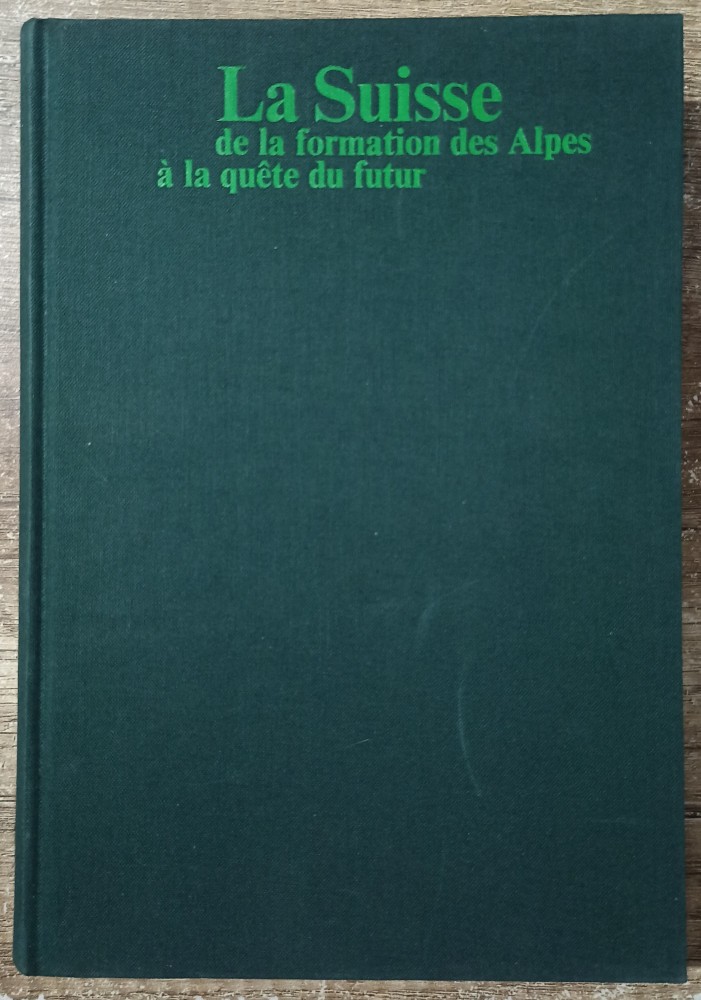 La Suisse
de la formation des Alpes
à la quête du futur